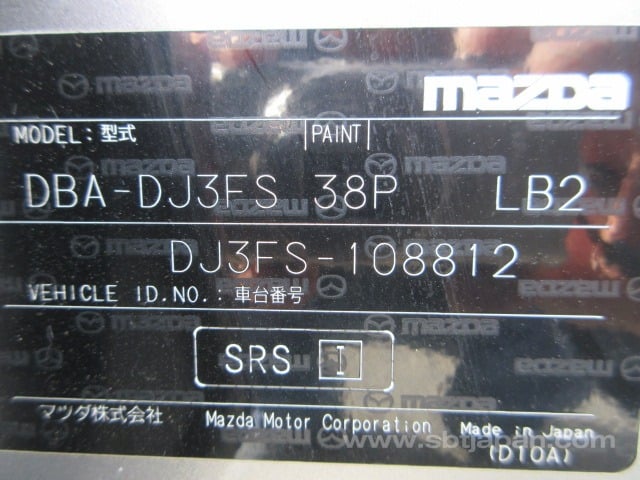 mazda
MODEL: 型式 PAINT
DBA-DJ3FS 38P LB2
DJ3FS-108812
VEHICLE ID.NO.: 車台番号
SRS I
マツダ株式会社 Mazda Motor Corporation Made in Japan
(D10A)
www.sbtjapan.com